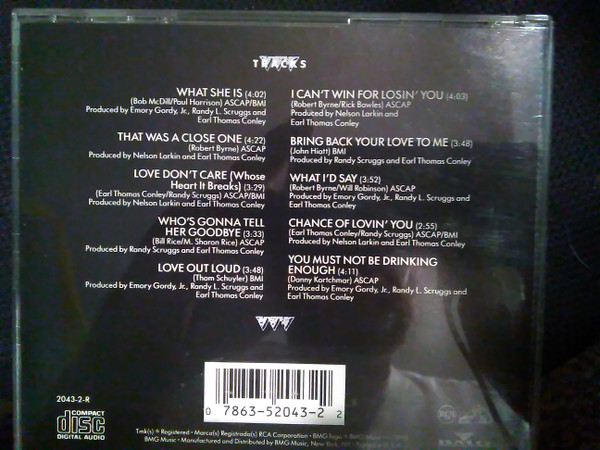 TRACKS
WHAT SHE IS (4:02)
(Bob McDill/Paul Harrison) ASCAP/BMI
Produced by Emory Gordy, Jr., Randy L. Scruggs and
Earl Thomas Conley
THAT WAS A CLOSE ONE (4:22)
(Robert Byrne) ASCAP
Produced by Nelson Larkin and Earl Thomas Conley
LOVE DON'T CARE (Whose
Heart It Breaks) (3:29)
(Earl Thomas Conley/Randy Scruggs) ASCAP/BMI
Produced by Nelson Larkin and Earl Thomas Conley
WHO'S GONNA TELL
HER GOODBYE (3:33)
(Bill Rice/M. Sharon Rice) ASCAP
Produced by Randy Scruggs and Earl Thomas Conley
LOVE OUT LOUD (3:48)
(Thom Schuyler) BMI
Produced by Emory Gordy, Jr., Randy L. Scruggs and
Earl Thomas Conley
I CAN'T WIN FOR LOSIN' YOU (4:03)
(Robert Byrne/Rick Bowles) ASCAP
Produced by Nelson Larkin and
Earl Thomas Conley
BRING BACK YOUR LOVE TO ME (3:48)
(John Hiatt) BMI
Produced by Randy Scruggs and Earl Thomas Conley
WHAT I'D SAY (3:52)
(Robert Byrne/Will Robinson) ASCAP
Produced by Emory Gordy, Jr., Randy L. Scruggs and
Earl Thomas Conley
CHANCE OF LOVIN' YOU (2:55)
(Earl Thomas Conley/Randy Scruggs) ASCAP/BMI
Produced by Nelson Larkin and Earl Thomas Conley
YOU MUST NOT BE DRINKING
ENOUGH (4:11)
(Danny Kortchmar) ASCAP
Produced by Emory Gordy, Jr., Randy L. Scruggs and
Earl Thomas Conley
2043-2-R
COMPACT
disc
DIGITAL AUDIO
0 7863-52043-2 2
RCA
Tmk(s) ® Registered • Marca(s) Registrada(s) RCA Corporation • BMG logo ® BMG Music
BMG Music • Manufactured and Distributed by BMG Music, New York, NY